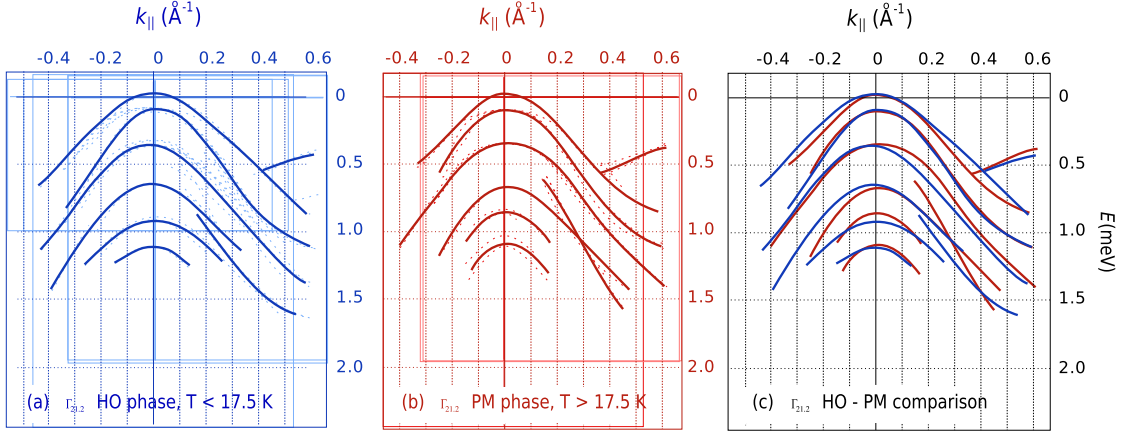 k|| (Å-1)
k|| (Å-1)
k|| (Å-1)
-0.4 -0.2 0 0.2 0.4 0.6
-0.4 -0.2 0 0.2 0.4 0.6
-0.4 -0.2 0 0.2 0.4 0.6
0
0.5
1.0
1.5
2.0
0
0.5
1.0
1.5
2.0
0
0.5
1.0
1.5
2.0
E(meV)
(a) Γ21.2 HO phase, T < 17.5 K
(b) Γ21.2 PM phase, T > 17.5 K
(c) Γ21.2 HO - PM comparison